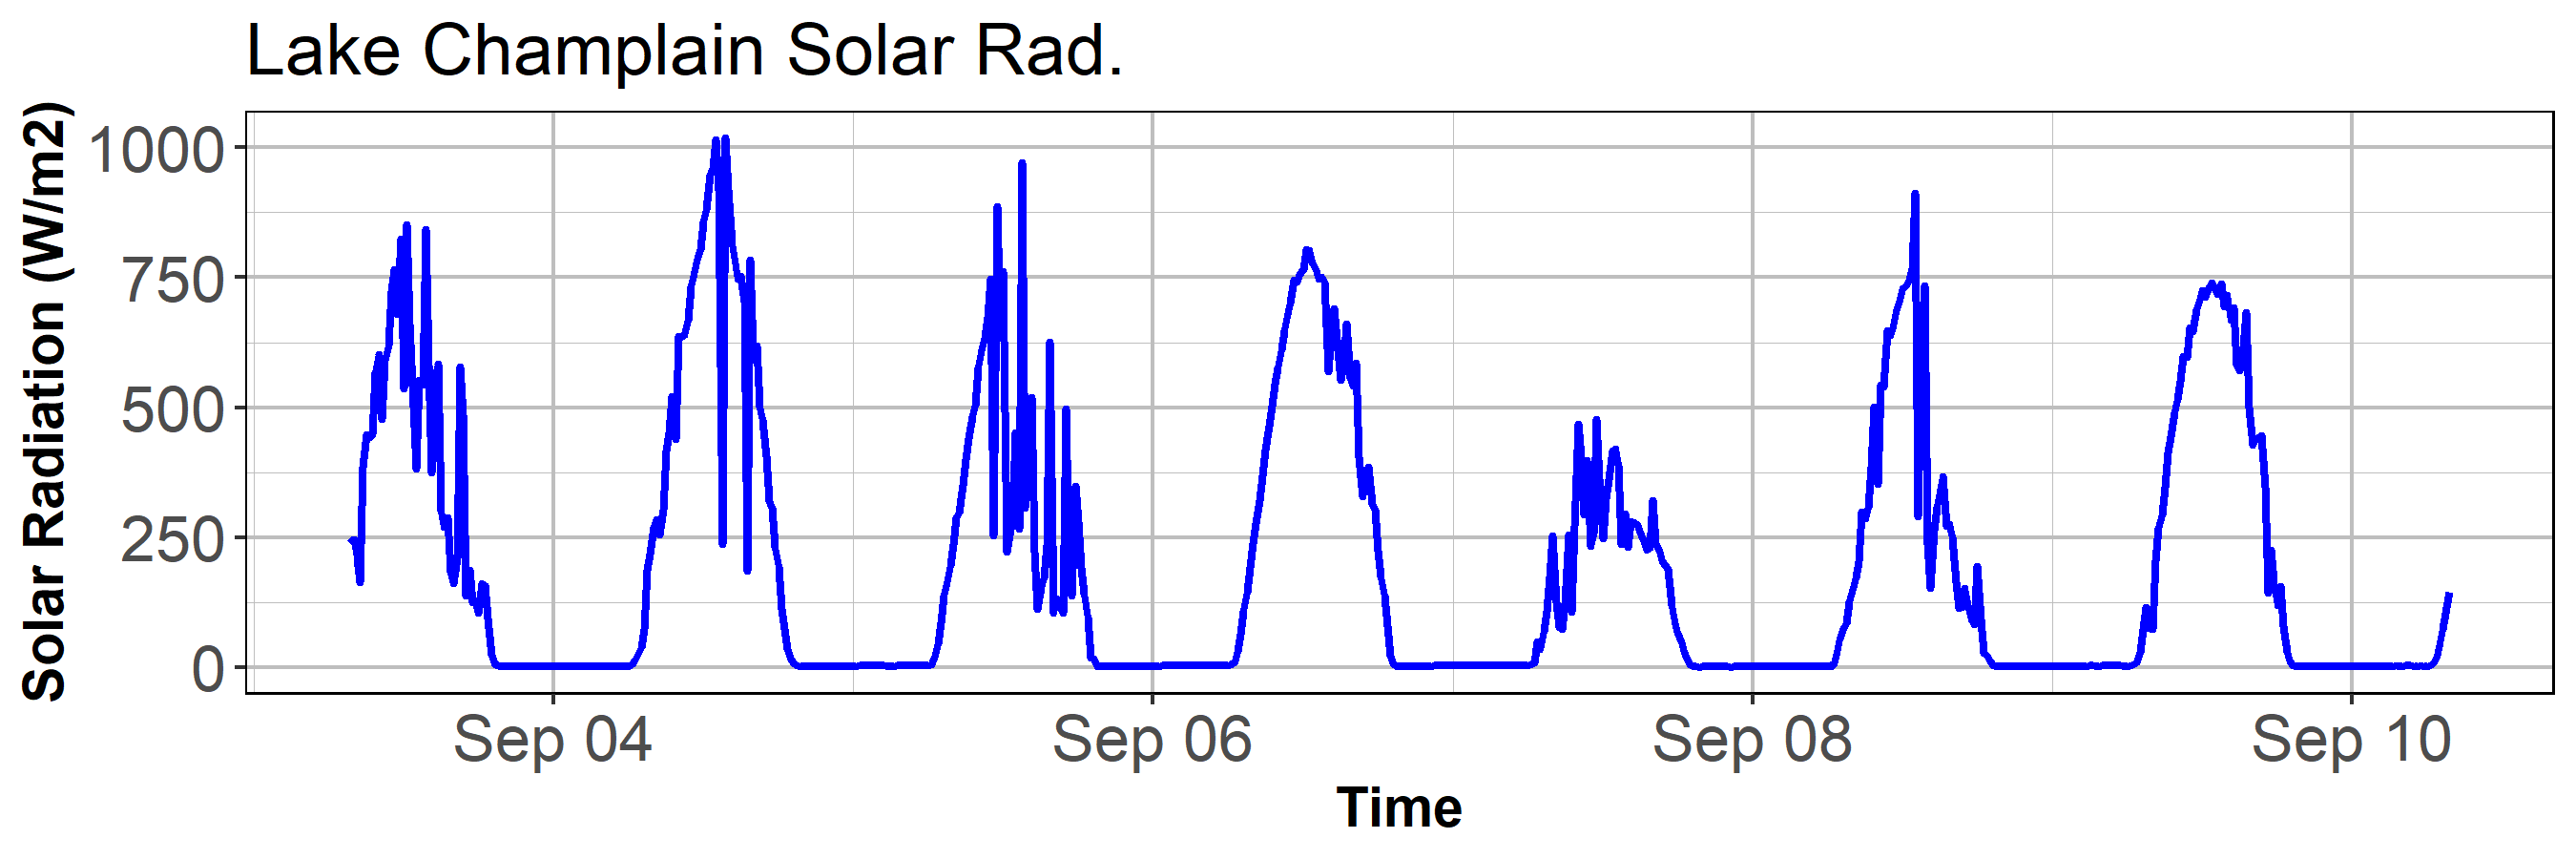 Lake Champlain Solar Rad.
Solar Radiation (W/m2)
1000
750
500
250
0
Sep 04 Sep 06 Sep 08 Sep 10
Time